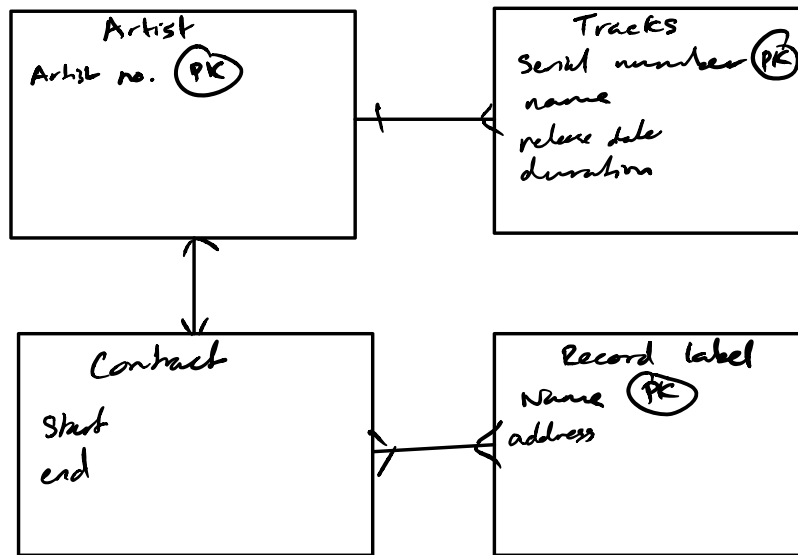 Artist
Artist no. PK
Tracks
Serial number PK
name
release date
duration
Contract
Start
end
Record label
Name PK
address